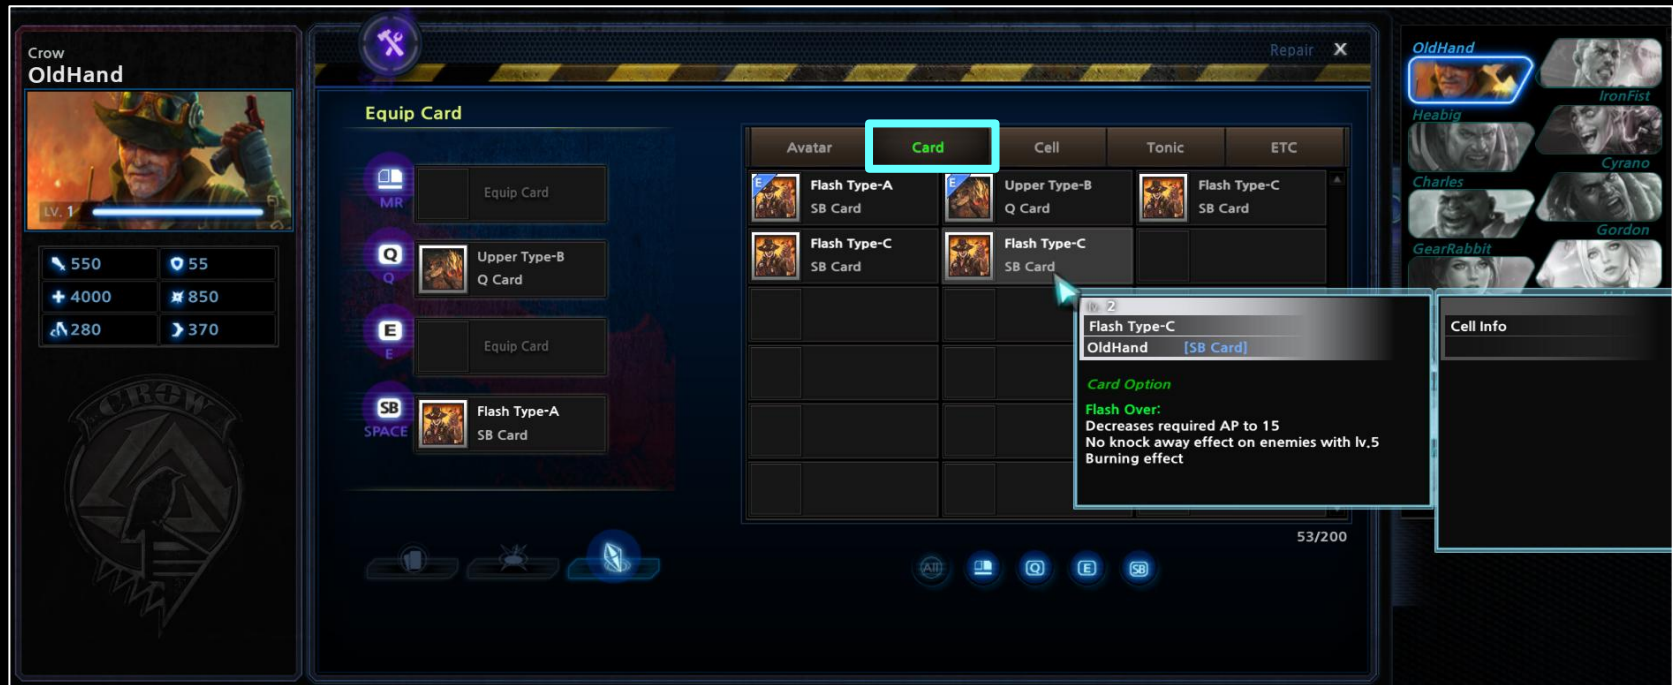 Crow
OldHand
LV. 1
550
55
4000
850
280
370
CROW
Repair X
Equip Card
MR
Equip Card
Q
Q
Upper Type-B
Q Card
E
E
Equip Card
SB
SPACE
Flash Type-A
SB Card
Avatar
Card
Cell
Tonic
ETC
E
Flash Type-A
SB Card
E
Upper Type-B
Q Card
Flash Type-C
SB Card
Flash Type-C
SB Card
Flash Type-C
SB Card
53/200
All
Q
E
SB
lv. 2
Flash Type-C
OldHand [SB Card]
Card Option
Flash Over:
Decreases required AP to 15
No knock away effect on enemies with lv.5
Burning effect
Cell Info
OldHand
IronFist
Heabig
Cyrano
Charles
Gordon
GearRabbit